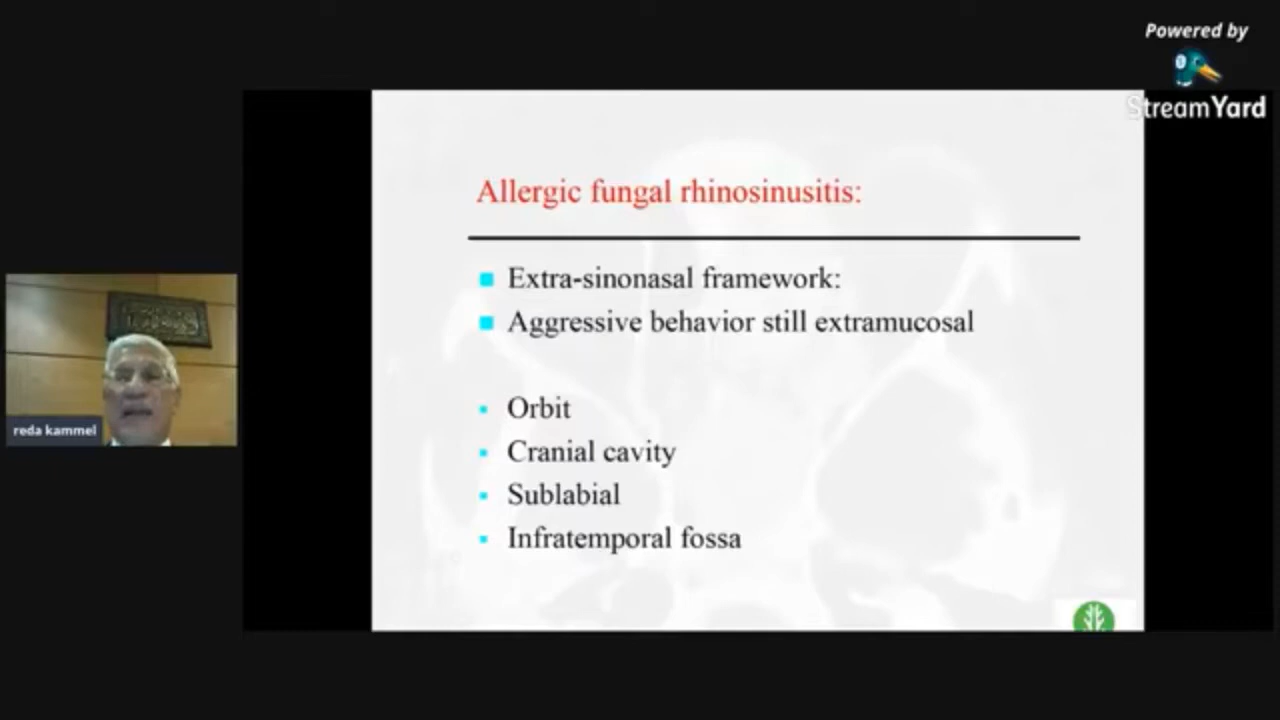 Powered by
StreamYard
Allergic fungal rhinosinusitis:
Extra-sinonasal framework:
Aggressive behavior still extramucosal
Orbit
Cranial cavity
Sublabial
Infratemporal fossa
reda kammel